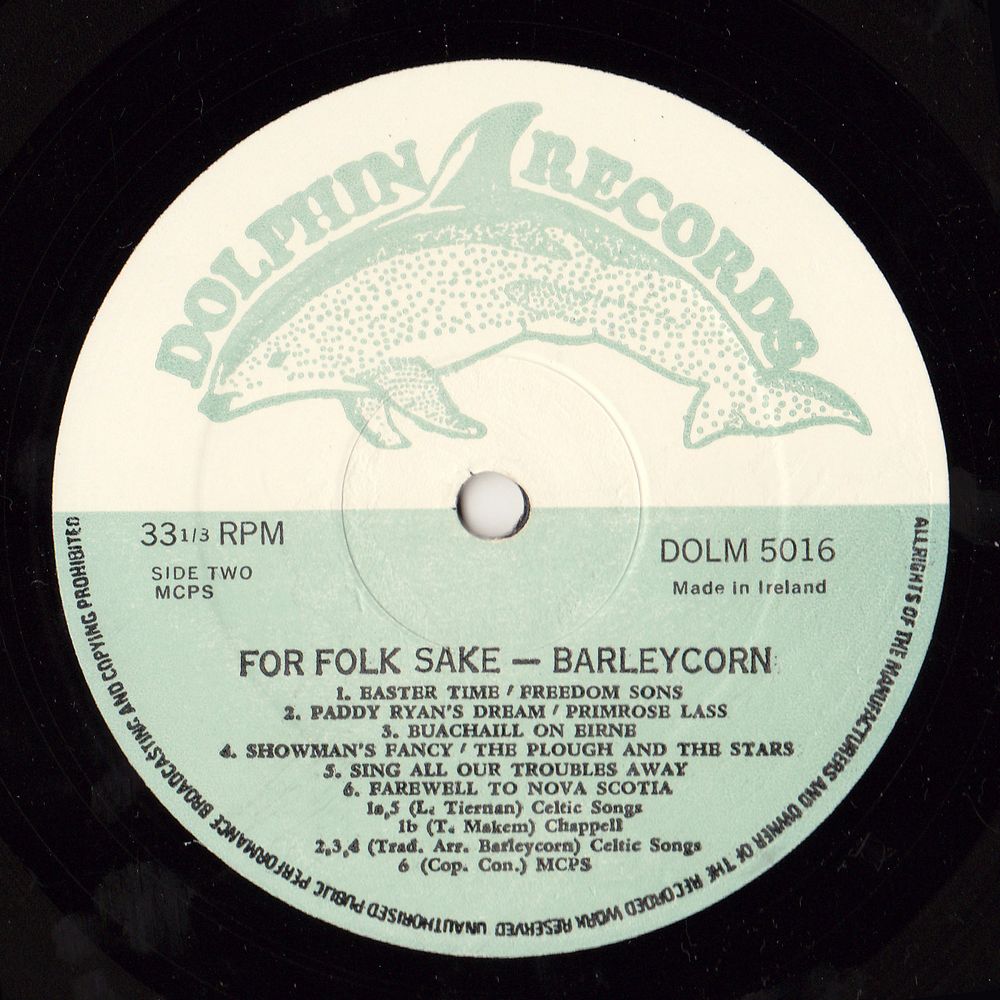 DOLPHIN RECORDS
33 1/3 RPM
SIDE TWO
MCPS
DOLM 5016
Made in Ireland
FOR FOLK SAKE — BARLEYCORN
1. EASTER TIME / FREEDOM SONS
2. PADDY RYAN'S DREAM / PRIMROSE LASS
3. BUACHAILL ON EIRNE
4. SHOWMAN'S FANCY / THE PLOUGH AND THE STARS
5. SING ALL OUR TROUBLES AWAY
6. FAREWELL TO NOVA SCOTIA
1a,5 (L. Tiernan) Celtic Songs
1b (T. Makem) Chappell
2,3,4 (Trad. Arr. Barleycorn) Celtic Songs
6 (Cop. Con.) MCPS
ALL RIGHTS OF THE MANUFACTURERS AND OWNER OF THE RECORDED WORK RESERVED UNAUTHORISED PUBLIC PERFORMANCE BROADCASTING AND COPYING PROHIBITED